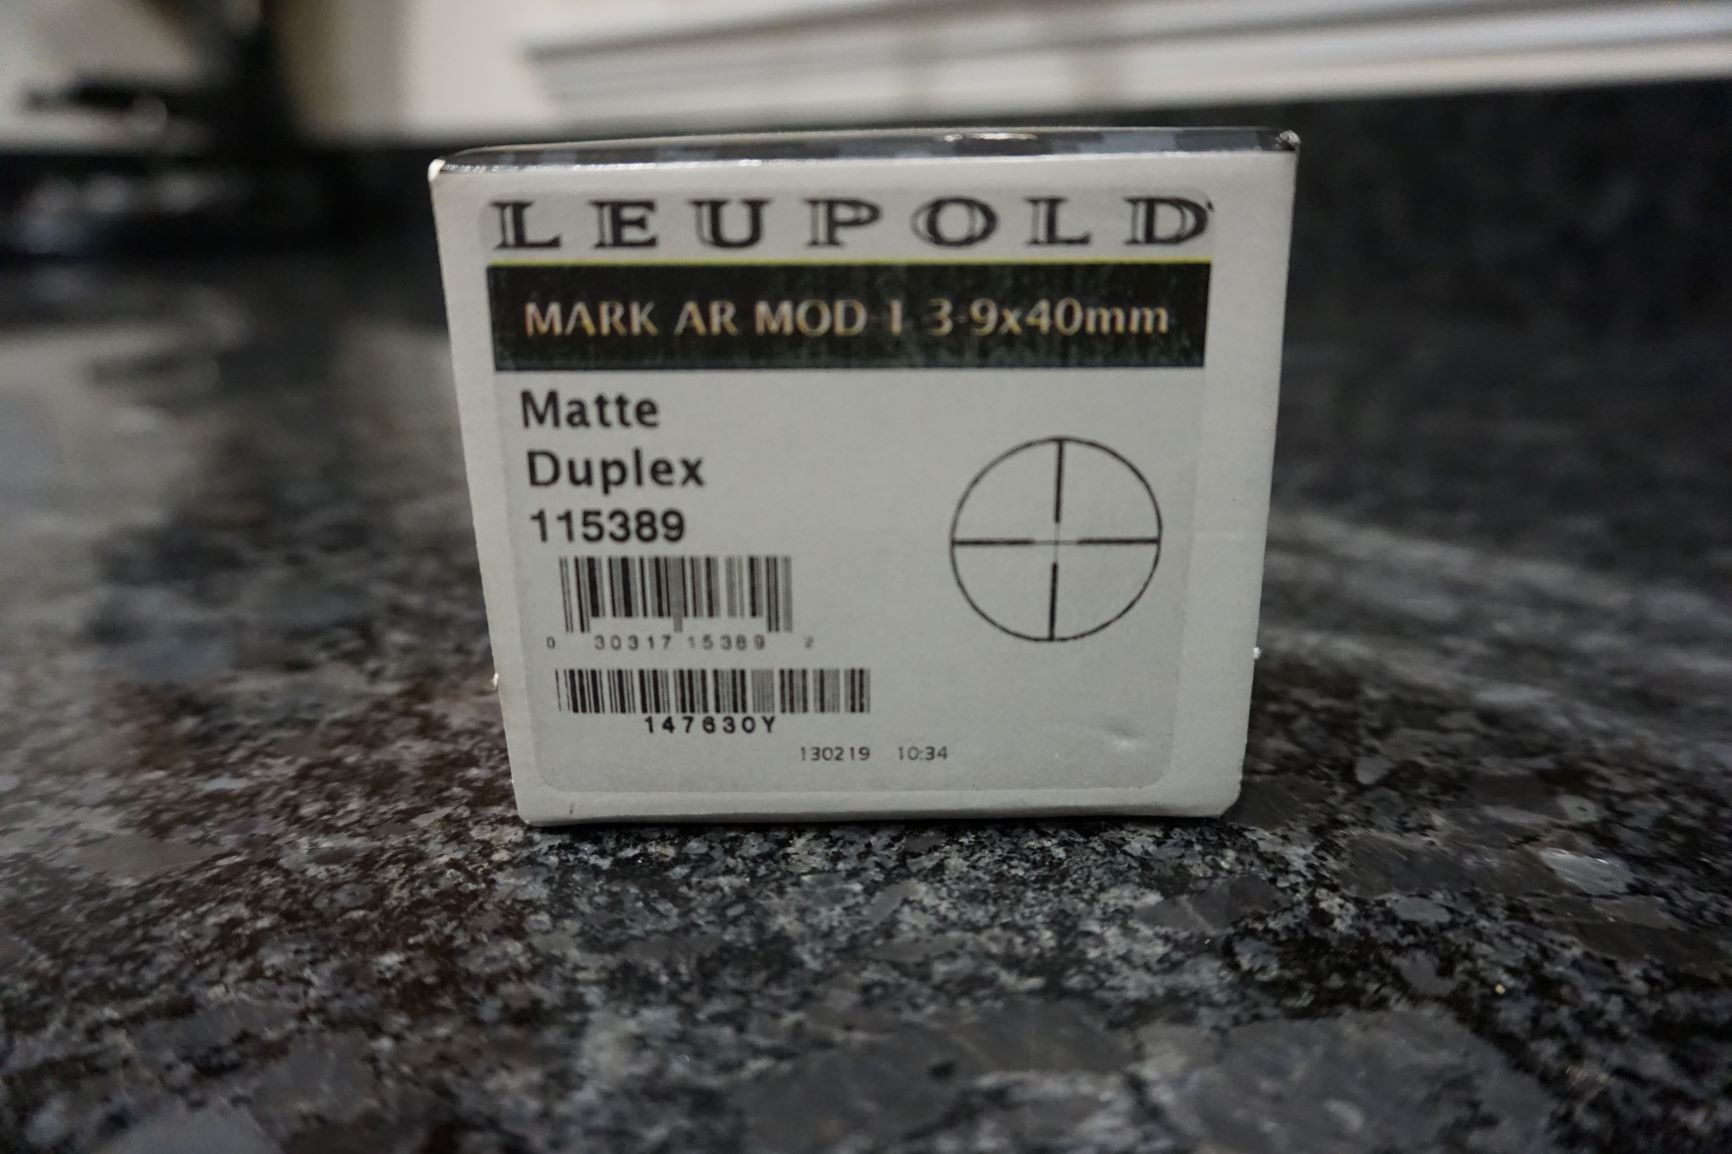 LEUPOLD
MARK AR MOD 1 3-9x40mm
Matte
Duplex
115389
0 30317 15389 2
147630Y
130219 10:34